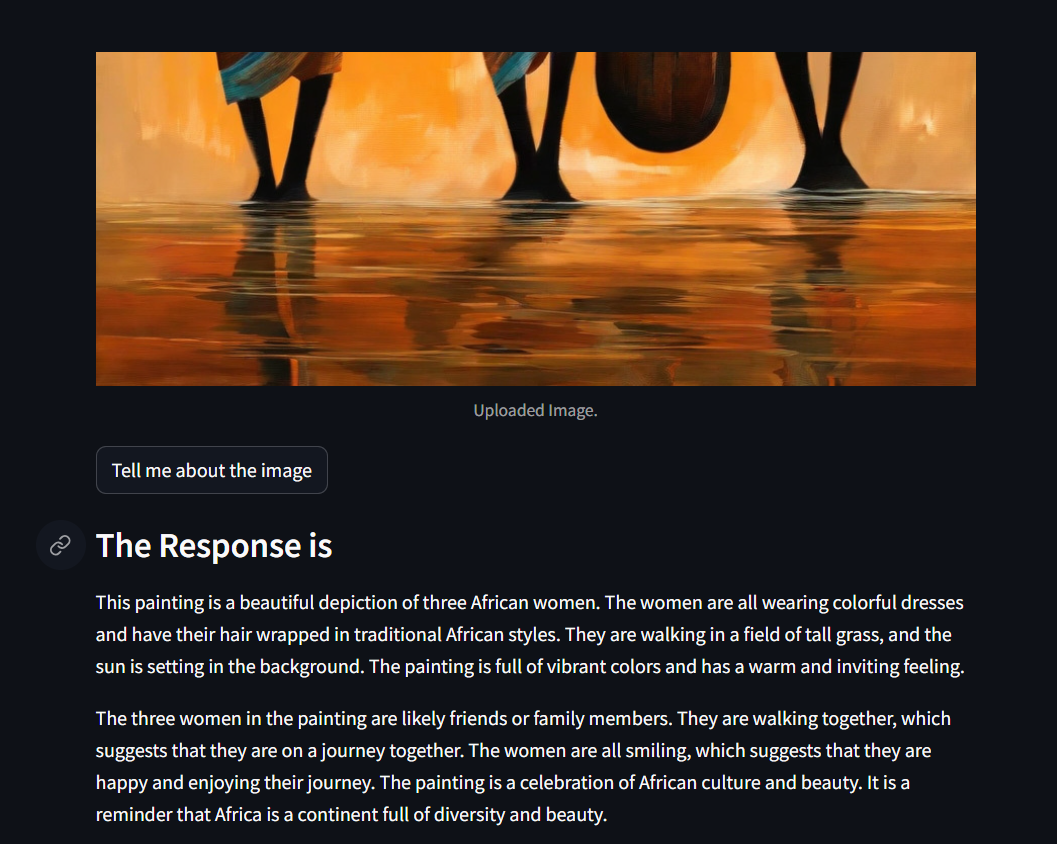 Uploaded Image.
Tell me about the image
The Response is
This painting is a beautiful depiction of three African women. The women are all wearing colorful dresses
and have their hair wrapped in traditional African styles. They are walking in a field of tall grass, and the
sun is setting in the background. The painting is full of vibrant colors and has a warm and inviting feeling.
The three women in the painting are likely friends or family members. They are walking together, which
suggests that they are on a journey together. The women are all smiling, which suggests that they are
happy and enjoying their journey. The painting is a celebration of African culture and beauty. It is a
reminder that Africa is a continent full of diversity and beauty.